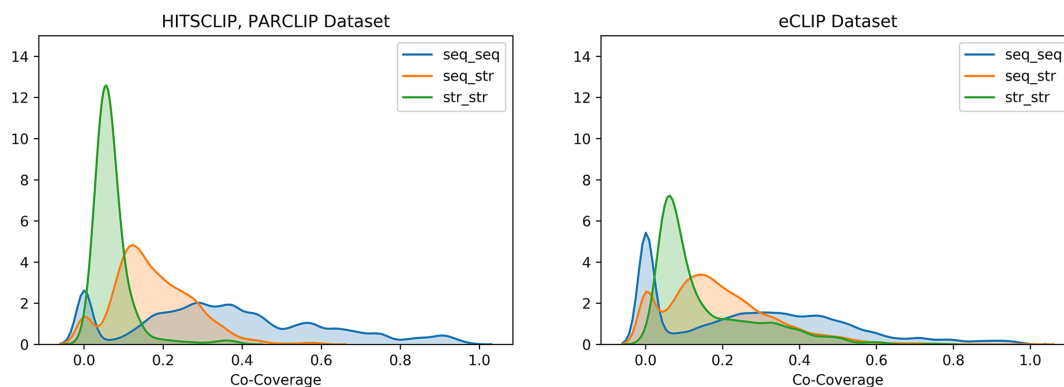 HITSCLIP, PARCLIP Dataset
14
12
10
8
6
4
2
0
0.0 0.2 0.4 0.6 0.8 1.0
Co-Coverage
seq_seq
seq_str
str_str
eCLIP Dataset
14
12
10
8
6
4
2
0
0.0 0.2 0.4 0.6 0.8 1.0
Co-Coverage
seq_seq
seq_str
str_str